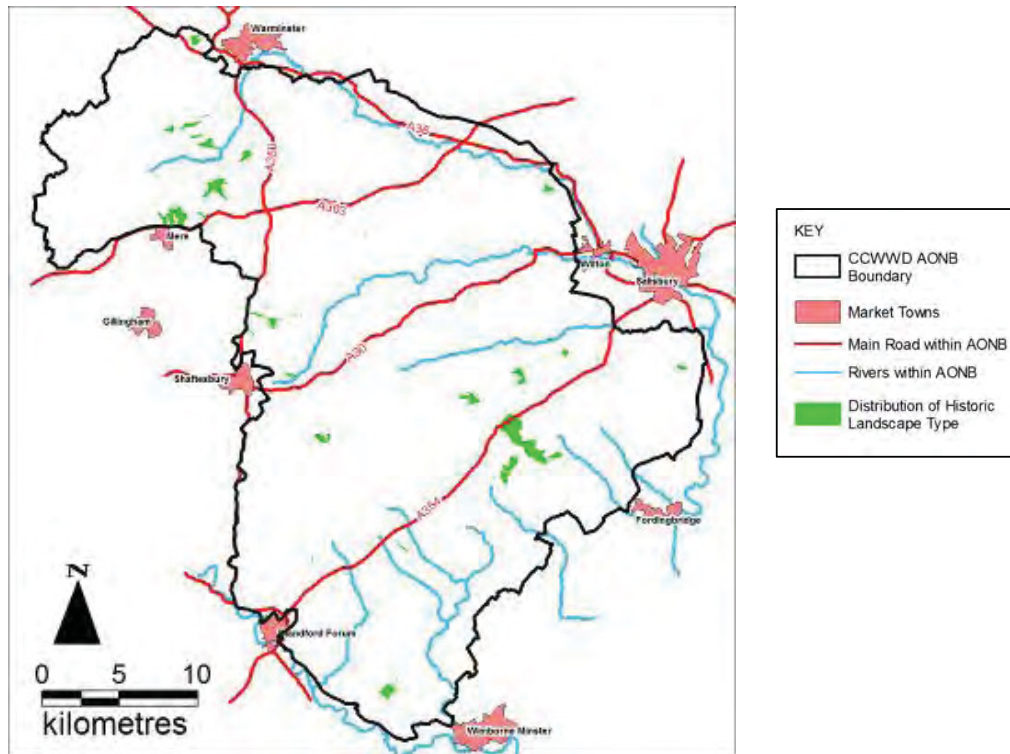 Warminster
A36
A350
A303
Mere
Wilton
Salisbury
Gillingham
A30
Shaftesbury
A354
Fordingbridge
N
Blandford Forum
0 5 10
kilometres
Wimborne Minster
KEY
CCWWD AONB
Boundary
Market Towns
Main Road within AONB
Rivers within AONB
Distribution of Historic
Landscape Type